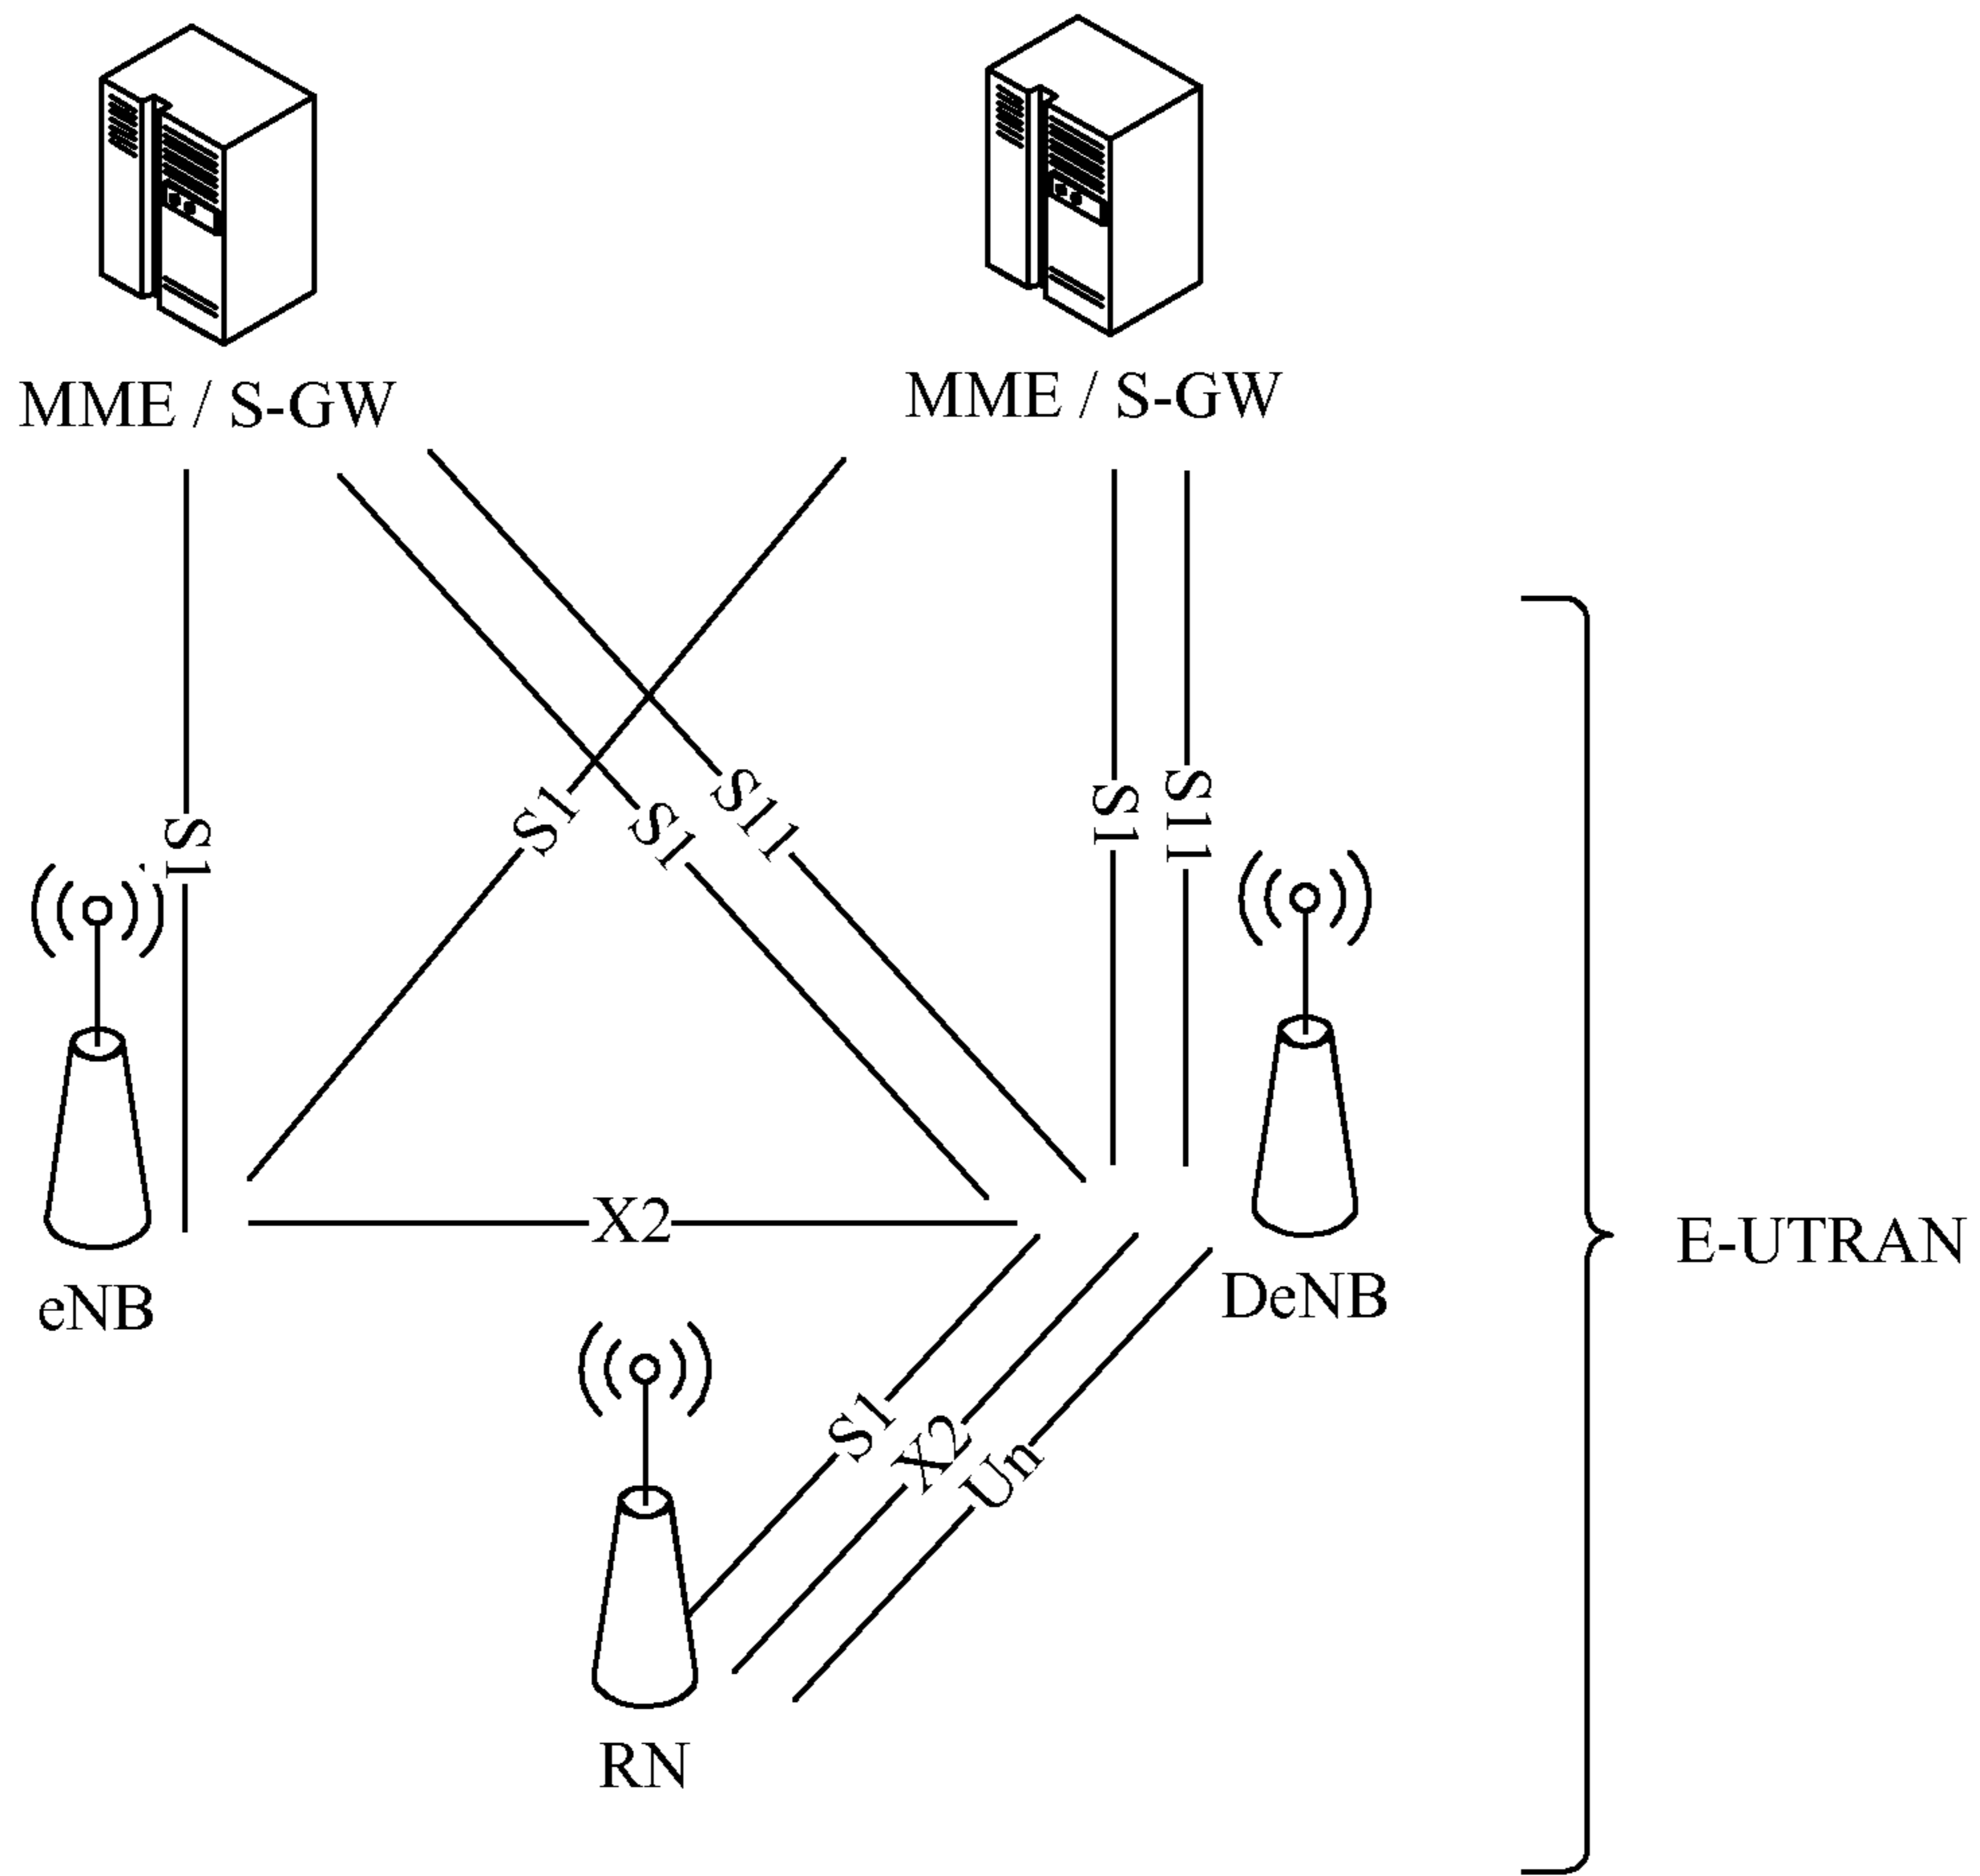 MME / S-GW
MME / S-GW
S1
S1
S1
S11
S1
S11
X2
eNB
DeNB
E-UTRAN
S1
X2
Un
RN